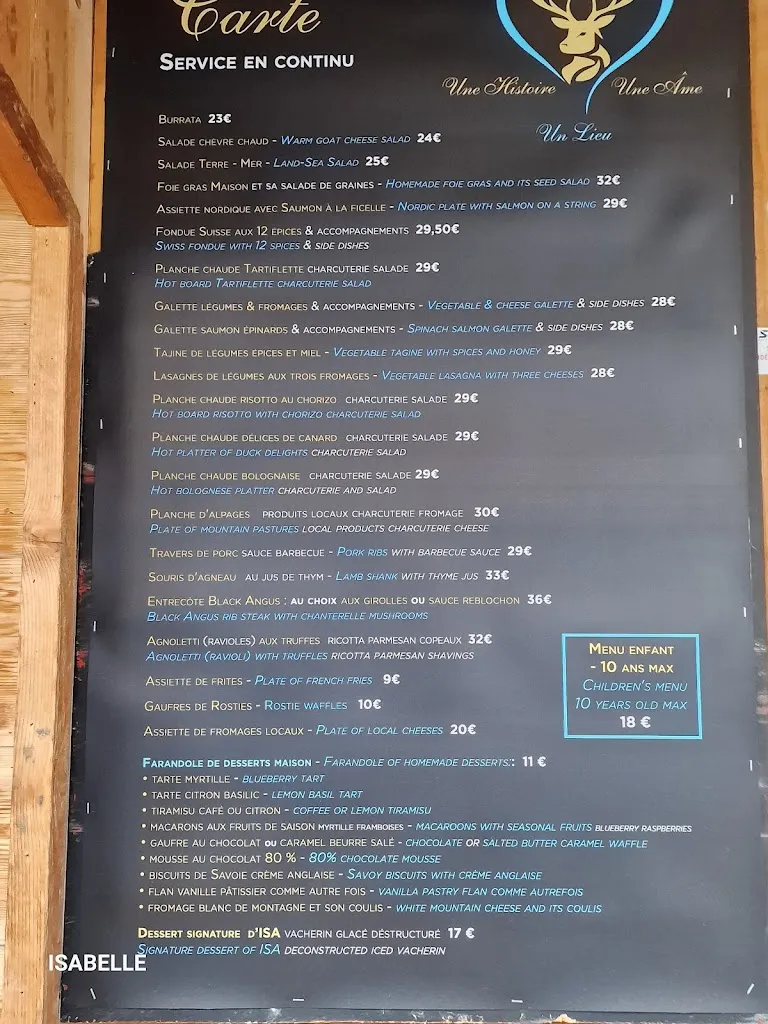 Carte
SERVICE EN CONTINU
Une Histoire Une Âme
Un Lieu
BURRATA 23€
SALADE CHÈVRE CHAUD - WARM GOAT CHEESE SALAD 24€
SALADE TERRE - MER - LAND-SEA SALAD 25€
FOIE GRAS MAISON ET SA SALADE DE GRAINES - HOMEMADE FOIE GRAS AND ITS SEED SALAD 32€
ASSIETTE NORDIQUE AVEC SAUMON À LA FICELLE - NORDIC PLATE WITH SALMON ON A STRING 29€
FONDUE SUISSE AUX 12 ÉPICES & ACCOMPAGNEMENTS 29,50€
SWISS FONDUE WITH 12 SPICES & SIDE DISHES
PLANCHE CHAUDE TARTIFLETTE CHARCUTERIE SALADE 29€
HOT BOARD TARTIFLETTE CHARCUTERIE SALAD
GALETTE LÉGUMES & FROMAGES & ACCOMPAGNEMENTS - VEGETABLE & CHEESE GALETTE & SIDE DISHES 28€
GALETTE SAUMON ÉPINARDS & ACCOMPAGNEMENTS - SPINACH SALMON GALETTE & SIDE DISHES 28€
TAJINE DE LÉGUMES ÉPICES ET MIEL - VEGETABLE TAGINE WITH SPICES AND HONEY 29€
LASAGNES DE LÉGUMES AUX TROIS FROMAGES - VEGETABLE LASAGNA WITH THREE CHEESES 28€
PLANCHE CHAUDE RISOTTO AU CHORIZO CHARCUTERIE SALADE 29€
HOT BOARD RISOTTO WITH CHORIZO CHARCUTERIE SALAD
PLANCHE CHAUDE DÉLICES DE CANARD CHARCUTERIE SALADE 29€
HOT PLATTER OF DUCK DELIGHTS CHARCUTERIE SALAD
PLANCHE CHAUDE BOLOGNAISE CHARCUTERIE SALADE 29€
HOT BOLOGNESE PLATTER CHARCUTERIE AND SALAD
PLANCHE D'ALPAGES PRODUITS LOCAUX CHARCUTERIE FROMAGE 30€
PLATE OF MOUNTAIN PASTURES LOCAL PRODUCTS CHARCUTERIE CHEESE
TRAVERS DE PORC SAUCE BARBECUE - PORK RIBS WITH BARBECUE SAUCE 29€
SOURIS D'AGNEAU AU JUS DE THYM - LAMB SHANK WITH THYME JUS 33€
ENTRECÔTE BLACK ANGUS : AU CHOIX AUX GIROLLES OU SAUCE REBLOCHON 36€
BLACK ANGUS RIB STEAK WITH CHANTERELLE MUSHROOMS
AGNOLETTI (RAVIOLES) AUX TRUFFES RICOTTA PARMESAN COPEAUX 32€
AGNOLETTI (RAVIOLI) WITH TRUFFLES RICOTTA PARMESAN SHAVINGS
ASSIETTE DE FRITES - PLATE OF FRENCH FRIES 9€
GAUFRES DE ROSTIES - ROSTIE WAFFLES 10€
ASSIETTE DE FROMAGES LOCAUX - PLATE OF LOCAL CHEESES 20€
MENU ENFANT
- 10 ANS MAX
CHILDREN'S MENU
10 YEARS OLD MAX
18 €
FARANDOLE DE DESSERTS MAISON - FARANDOLE OF HOMEMADE DESSERTS: : 11 €
• TARTE MYRTILLE - BLUEBERRY TART
• TARTE CITRON BASILIC - LEMON BASIL TART
• TIRAMISU CAFÉ OU CITRON - COFFEE OR LEMON TIRAMISU
• MACARONS AUX FRUITS DE SAISON MYRTILLE FRAMBOISES - MACAROONS WITH SEASONAL FRUITS BLUEBERRY RASPBERRIES
• GAUFRE AU CHOCOLAT OU CARAMEL BEURRE SALÉ - CHOCOLATE OR SALTED BUTTER CARAMEL WAFFLE
• MOUSSE AU CHOCOLAT 80 % - 80% CHOCOLATE MOUSSE
• BISCUITS DE SAVOIE CRÈME ANGLAISE - SAVOY BISCUITS WITH CRÈME ANGLAISE
• FLAN VANILLE PÂTISSIER COMME AUTRE FOIS - VANILLA PASTRY FLAN COMME AUTREFOIS
• FROMAGE BLANC DE MONTAGNE ET SON COULIS - WHITE MOUNTAIN CHEESE AND ITS COULIS
DESSERT SIGNATURE D'ISA VACHERIN GLACÉ DÉSTRUCTURÉ 17 €
SIGNATURE DESSERT OF ISA DECONSTRUCTED ICED VACHERIN
ISABELLE